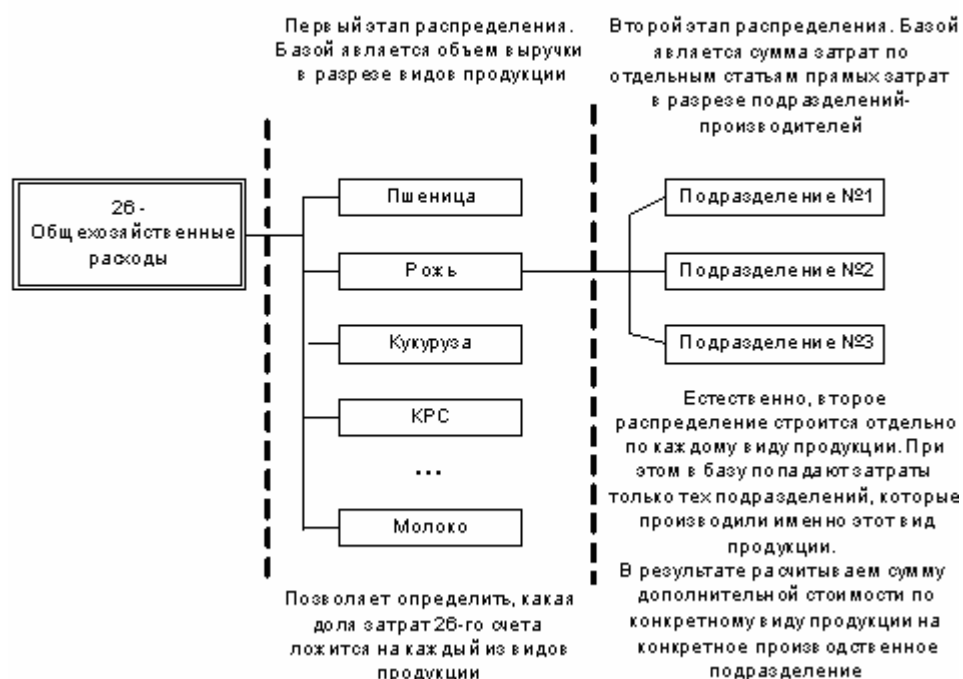 Первый этап распределения.
Базой является объем выручки
в разрезе видов продукции
Второй этап распределения. Базой
является сумма затрат по
отдельным статьям прямых затрат
в разрезе подразделений-
производителей
26 -
Общехозяйственные
расходы
Пшеница
Рожь
Кукуруза
КРС
...
Молоко
Подразделение №1
Подразделение №2
Подразделение №3
Естественно, второе
распределение строится отдельно
по каждому виду продукции. При
этом в базу попадают затраты
только тех подразделений, которые
производили именно этот вид
продукции.
В результате расчитываем сумму
дополнительной стоимости по
конкретному виду продукции на
конкретное производственное
подразделение
Позволяет определить, какая
доля затрат 26-го счета
ложится на каждый из видов
продукции